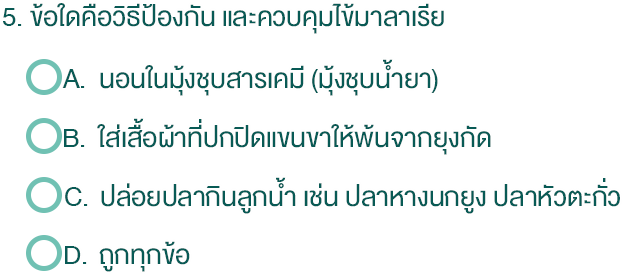 5. ข้อใดคือวิธีป้องกัน และควบคุมไข้มาลาเรีย
A. นอนในมุ้งชุบสารเคมี (มุ้งชุบน้ำยา)
B. ใส่เสื้อผ้าที่ปกปิดแขนขาให้พ้นจากยุงกัด
C. ปล่อยปลากินลูกน้ำ เช่น ปลาหางนกยูง ปลาหัวตะกั่ว
D. ถูกทุกข้อ